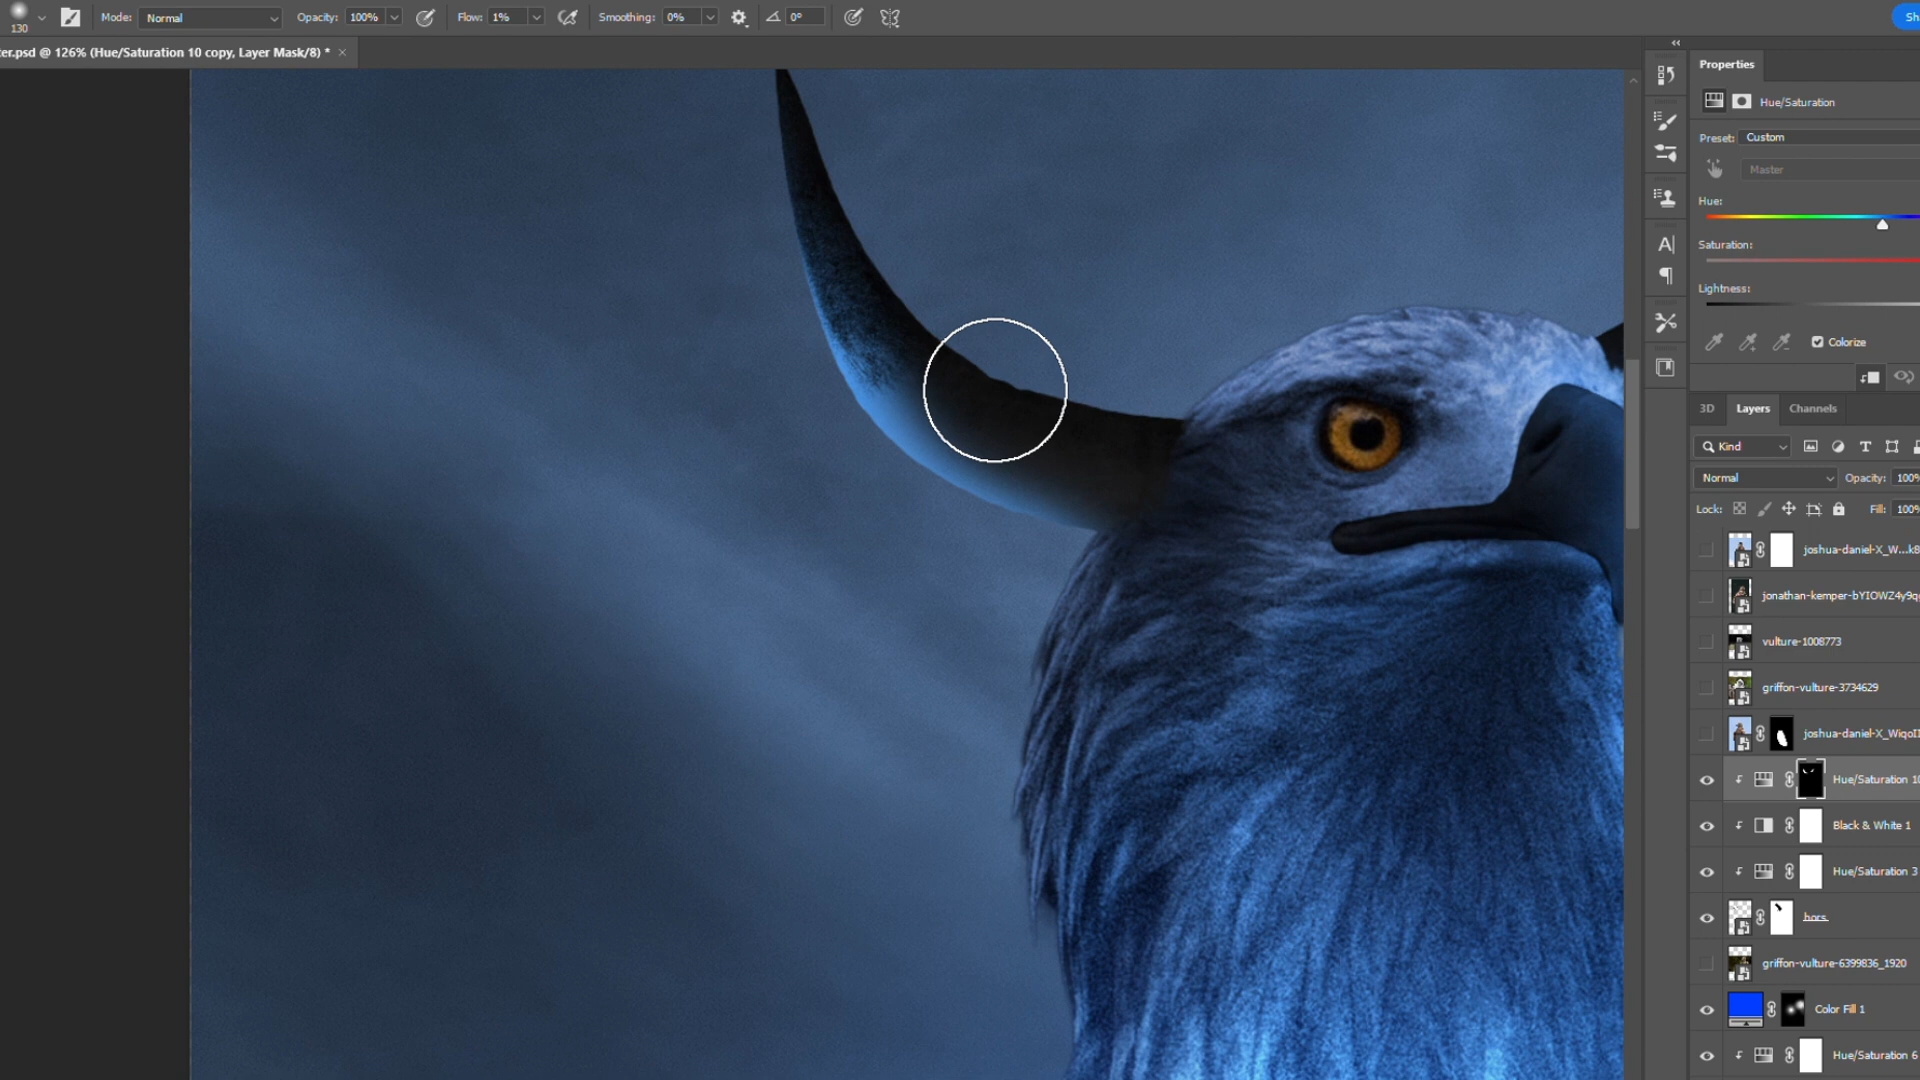 130
Mode: Normal
Opacity: 100%
Flow: 1%
Smoothing: 0%
0°
Sh
er.psd @ 126% (Hue/Saturation 10 copy, Layer Mask/8) *
Properties
Hue/Saturation
Preset: Custom
Master
Hue:
Saturation:
Lightness:
Colorize
3D Layers Channels
Kind
Normal Opacity: 100%
Lock: Fill: 100%
joshua-daniel-X_W...k8
jonathan-kemper-bYIOWZ4y9q
vulture-1008773
griffon-vulture-3734629
joshua-daniel-X_WiqoI
Hue/Saturation 10
Black & White 1
Hue/Saturation 3
hors
griffon-vulture-6399836_1920
Color Fill 1
Hue/Saturation 6